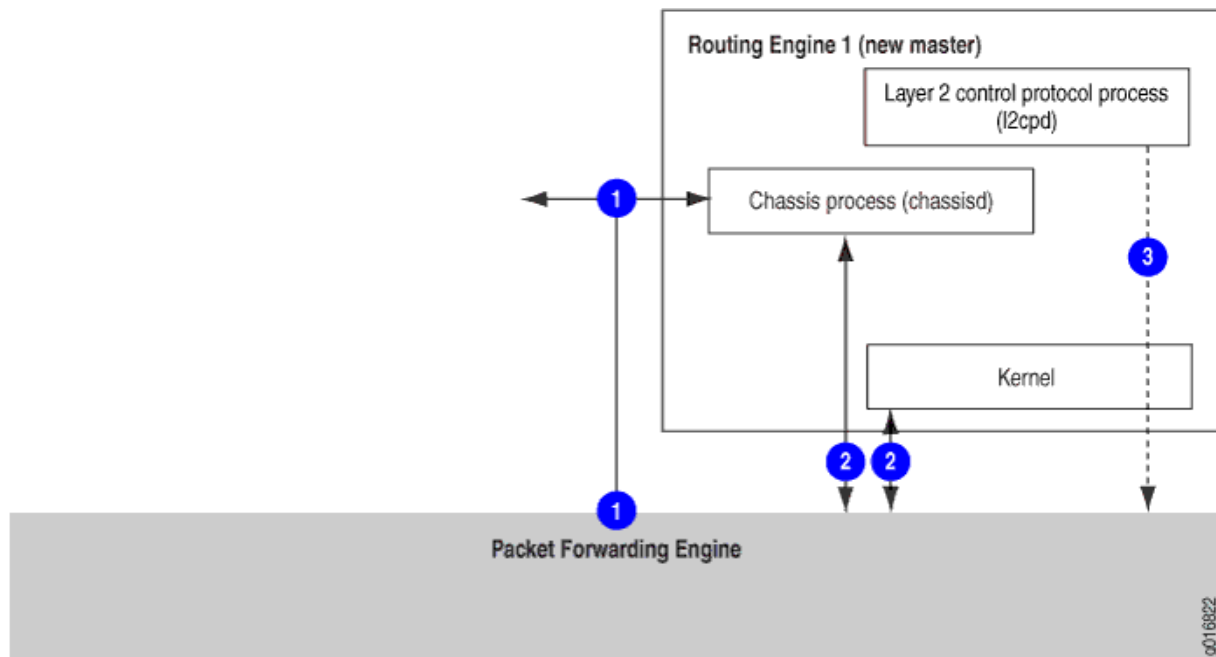 Routing Engine 1 (new master)
Layer 2 control protocol process
(l2cpd)
1
Chassis process (chassisd)
3
Kernel
2
2
1
Packet Forwarding Engine
g016822